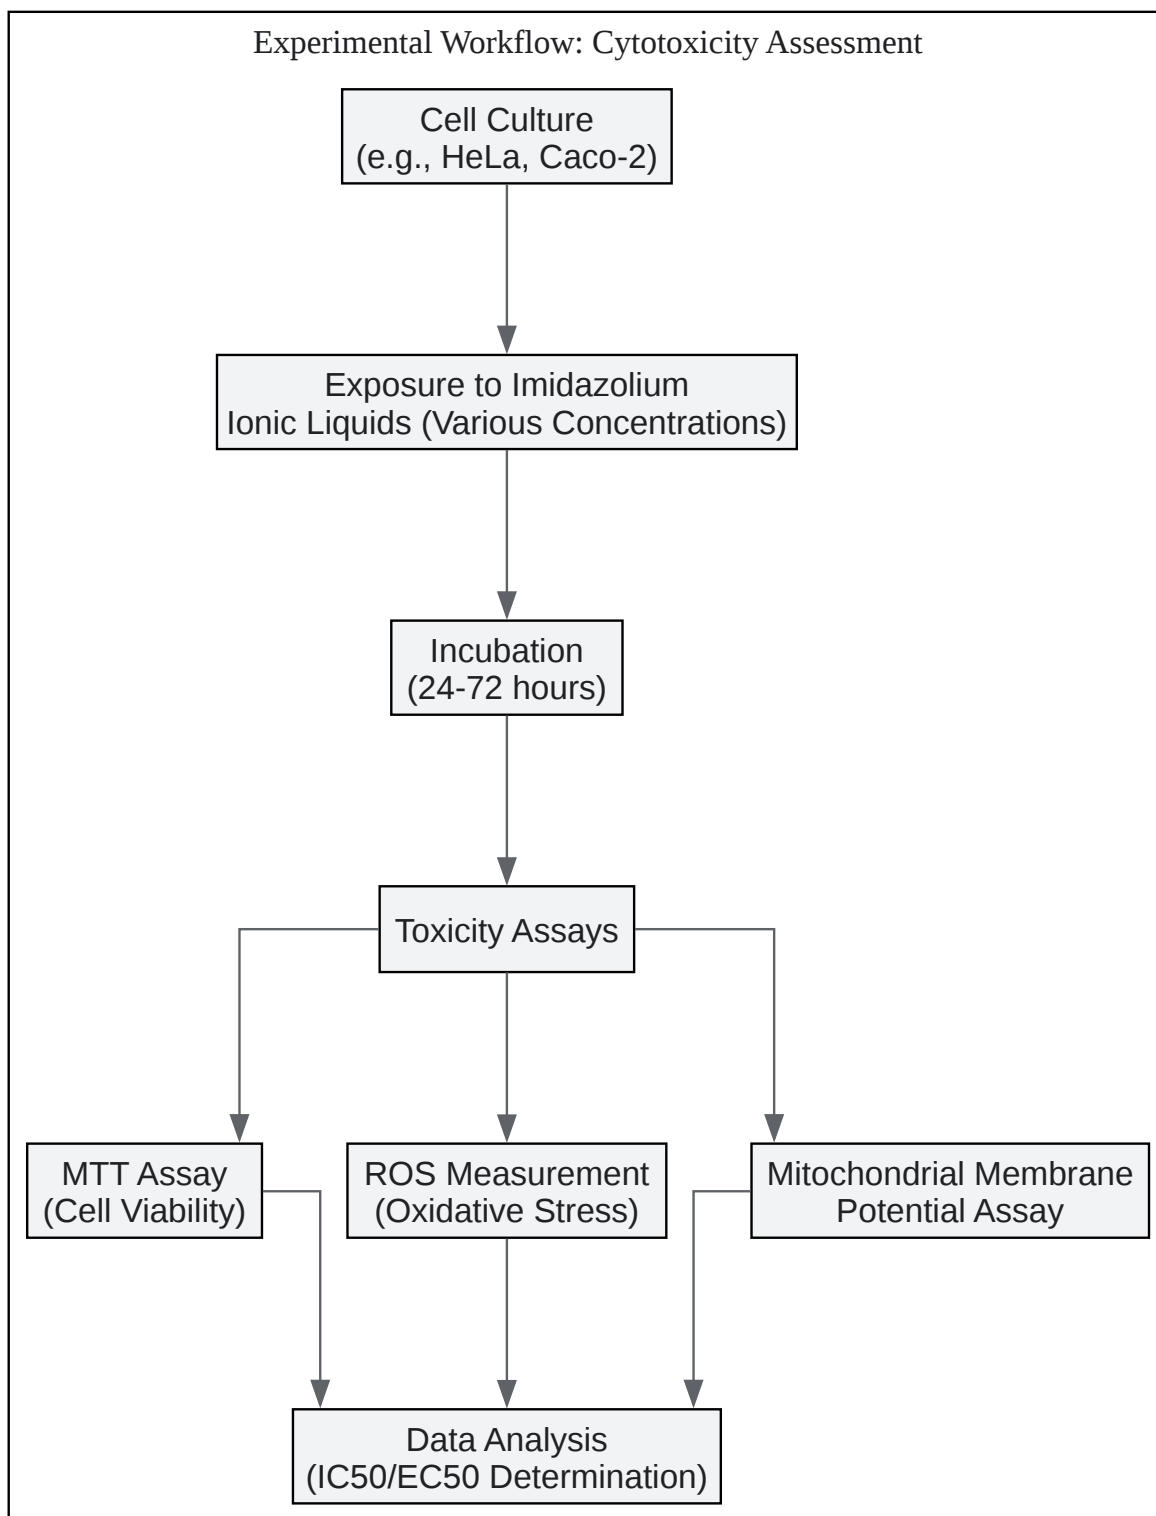 Experimental Workflow: Cytotoxicity Assessment
Cell Culture
(e.g., HeLa, Caco-2)
Exposure to Imidazolium
Ionic Liquids (Various Concentrations)
Incubation
(24-72 hours)
Toxicity Assays
MTT Assay
(Cell Viability)
ROS Measurement
(Oxidative Stress)
Mitochondrial Membrane
Potential Assay
Data Analysis
(IC50/EC50 Determination)